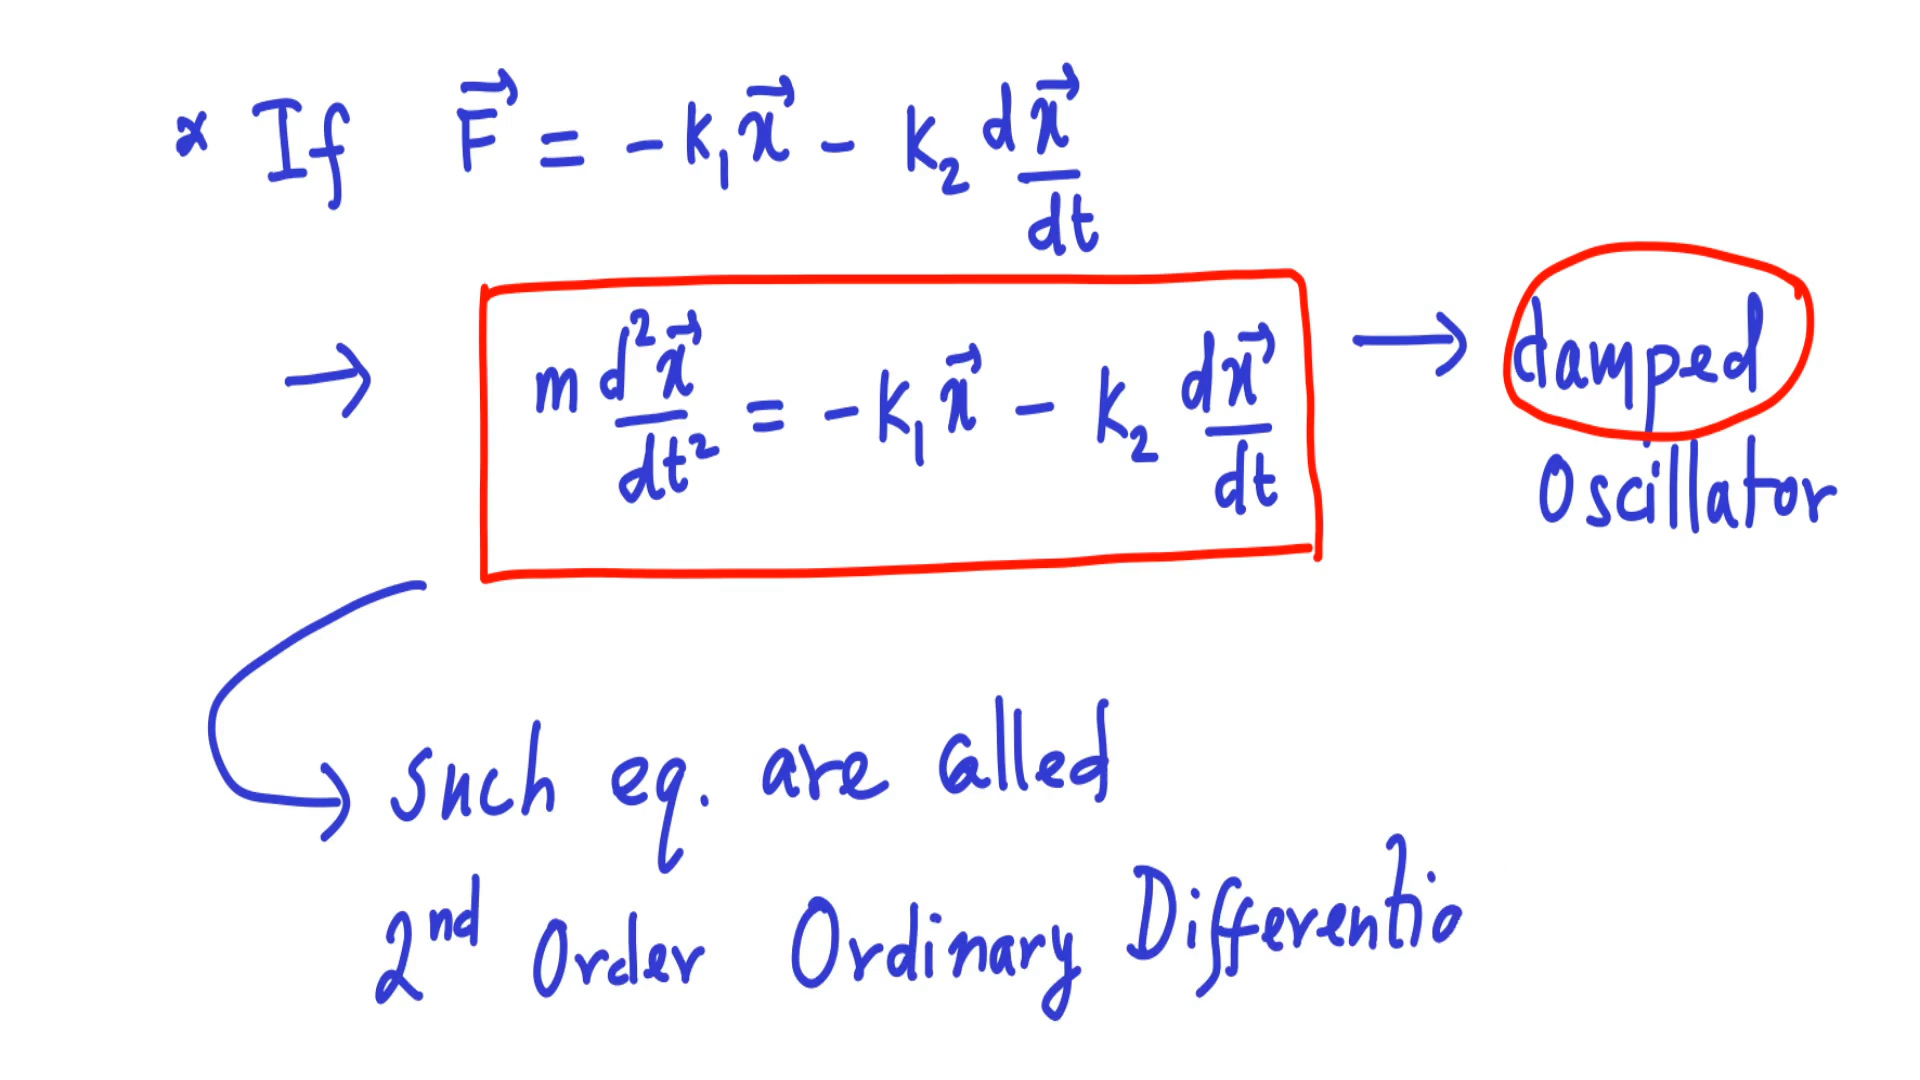 * If F⃗ = -k₁x⃗ - k₂ dx⃗/dt
→ m d²x⃗/dt² = -k₁x⃗ - k₂ dx⃗/dt → damped
Oscillator
Such eq. are called
2ⁿᵈ Order Ordinary Differentio